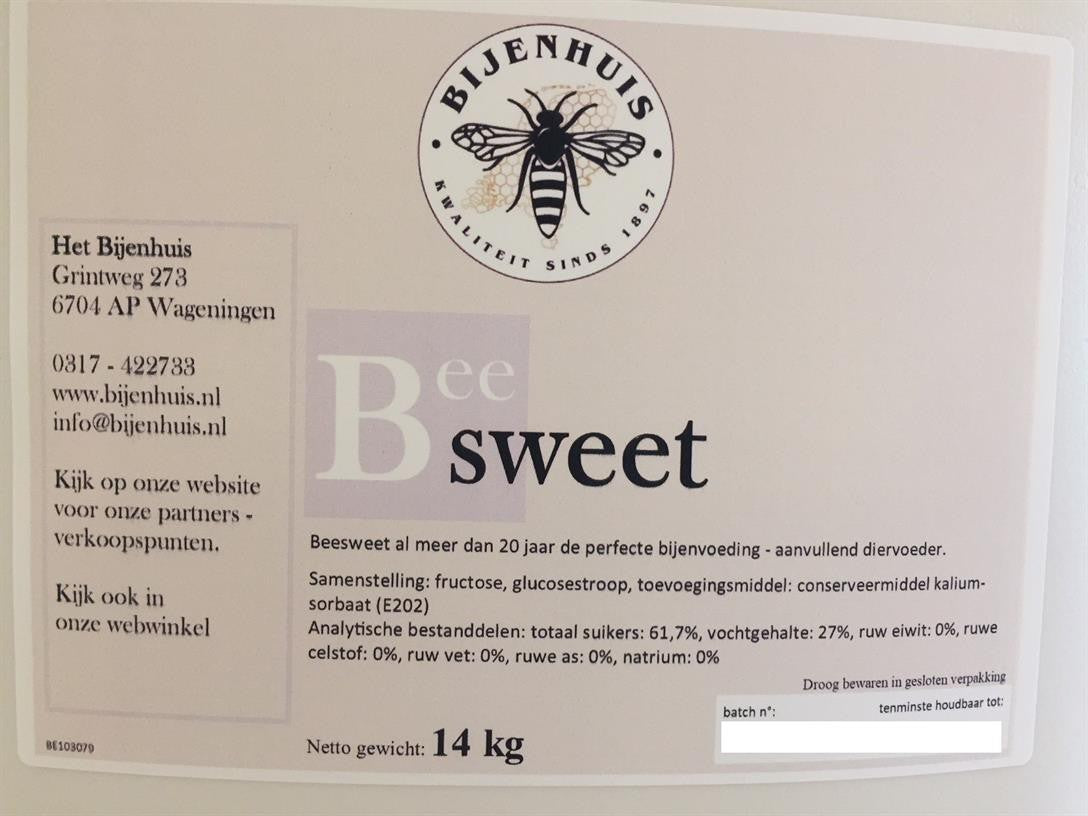 BIJENHUIS
KWALITEIT SINDS 1897
Het Bijenhuis
Grintweg 273
6704 AP Wageningen
0317 - 422733
www.bijenhuis.nl
info@bijenhuis.nl
Kijk op onze website
voor onze partners -
verkoopspunten.
Kijk ook in
onze webwinkel
BE103079
Bee
sweet
Beesweet al meer dan 20 jaar de perfecte bijenvoeding - aanvullend diervoeder.
Samenstelling: fructose, glucosestroop, toevoegingsmiddel: conserveermiddel kalium-
sorbaat (E202)
Analytische bestanddelen: totaal suikers: 61,7%, vochtgehalte: 27%, ruw eiwit: 0%, ruwe
celstof: 0%, ruw vet: 0%, ruwe as: 0%, natrium: 0%
Droog bewaren in gesloten verpakking
batch n°: tenminste houdbaar tot:
Netto gewicht: 14 kg